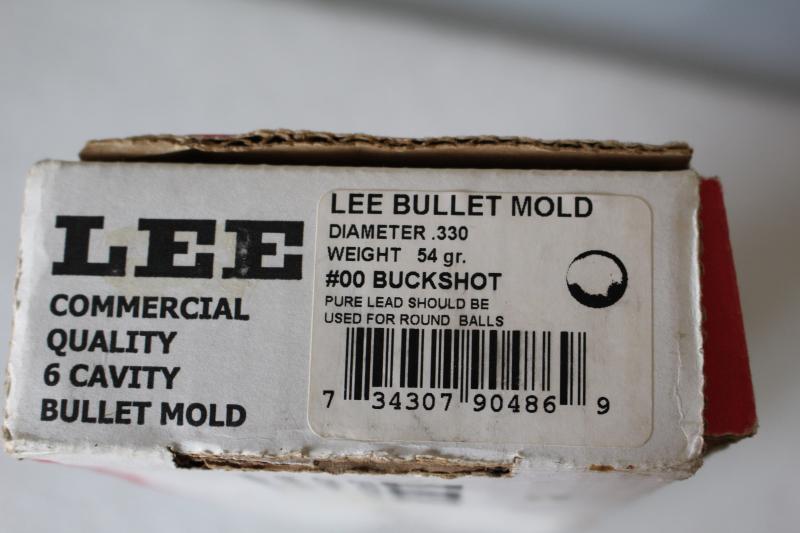 LEE
COMMERCIAL
QUALITY
6 CAVITY
BULLET MOLD
LEE BULLET MOLD
DIAMETER .330
WEIGHT 54 gr.
#00 BUCKSHOT
PURE LEAD SHOULD BE
USED FOR ROUND BALLS
7 34307 90486 9